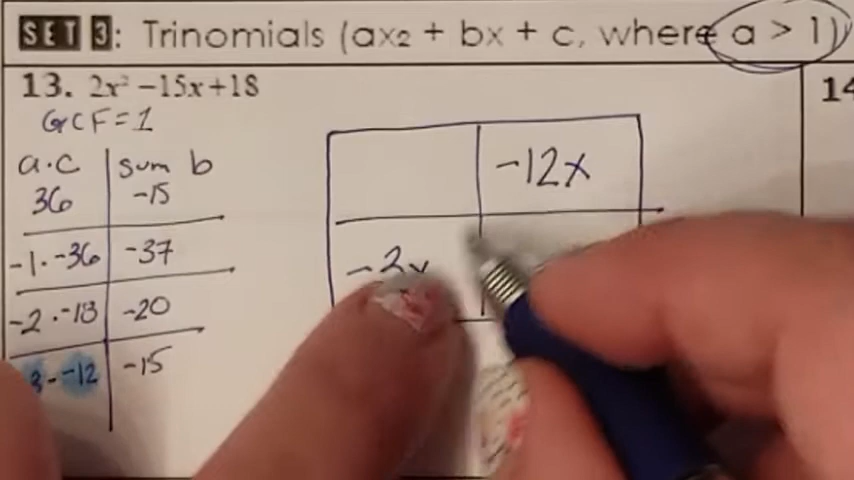 SET 3: Trinomials (ax2 + bx + c, where a > 1)
13. 2x² -15x+18
14
GCF=1
a·c sum b
36 -15
-1·-36 -37
-2·-18 -20
3·-12 -15
-12x